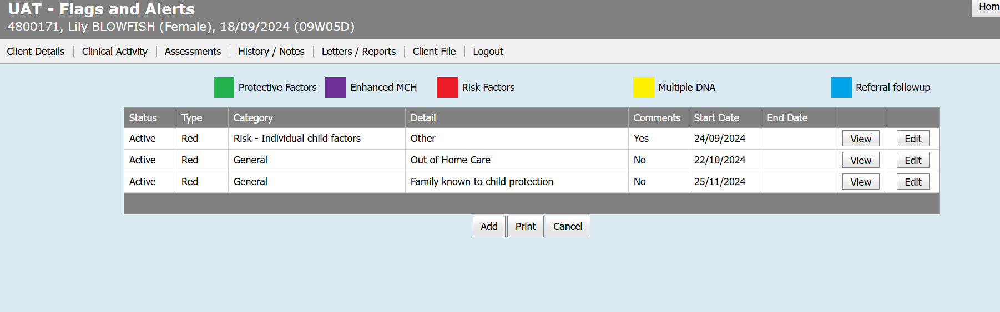 UAT - Flags and Alerts
Hom
4800171, Lily BLOWFISH (Female), 18/09/2024 (09W05D)
Client Details | Clinical Activity | Assessments | History / Notes | Letters / Reports | Client File | Logout
Protective Factors Enhanced MCH Risk Factors Multiple DNA Referral followup
Status Type Category Detail Comments Start Date End Date
Active Red Risk - Individual child factors Other Yes 24/09/2024 View Edit
Active Red General Out of Home Care No 22/10/2024 View Edit
Active Red General Family known to child protection No 25/11/2024 View Edit
Add Print Cancel